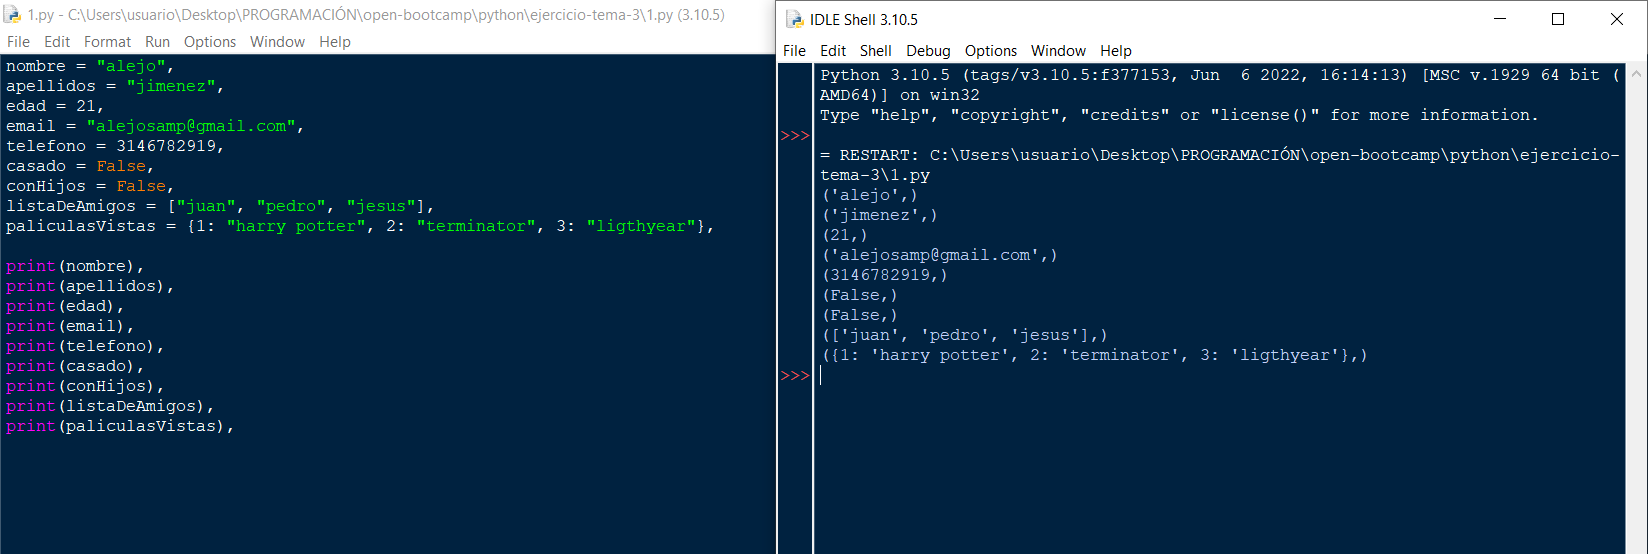 1.py - C:\Users\usuario\Desktop\PROGRAMACIÓN\open-bootcamp\python\ejercicio-tema-3\1.py (3.10.5)
File Edit Format Run Options Window Help
nombre = "alejo",
apellidos = "jimenez",
edad = 21,
email = "alejosamp@gmail.com",
telefono = 3146782919,
casado = False,
conHijos = False,
listaDeAmigos = ["juan", "pedro", "jesus"],
paliculasVistas = {1: "harry potter", 2: "terminator", 3: "ligthyear"},
print(nombre),
print(apellidos),
print(edad),
print(email),
print(telefono),
print(casado),
print(conHijos),
print(listaDeAmigos),
print(paliculasVistas),
IDLE Shell 3.10.5
File Edit Shell Debug Options Window Help
Python 3.10.5 (tags/v3.10.5:f377153, Jun  6 2022, 16:14:13) [MSC v.1929 64 bit (
AMD64)] on win32
Type "help", "copyright", "credits" or "license()" for more information.
>>>
= RESTART: C:\Users\usuario\Desktop\PROGRAMACIÓN\open-bootcamp\python\ejercicio-
tema-3\1.py
('alejo',)
('jimenez',)
(21,)
('alejosamp@gmail.com',)
(3146782919,)
(False,)
(False,)
(['juan', 'pedro', 'jesus'],)
({1: 'harry potter', 2: 'terminator', 3: 'ligthyear'},)
>>>